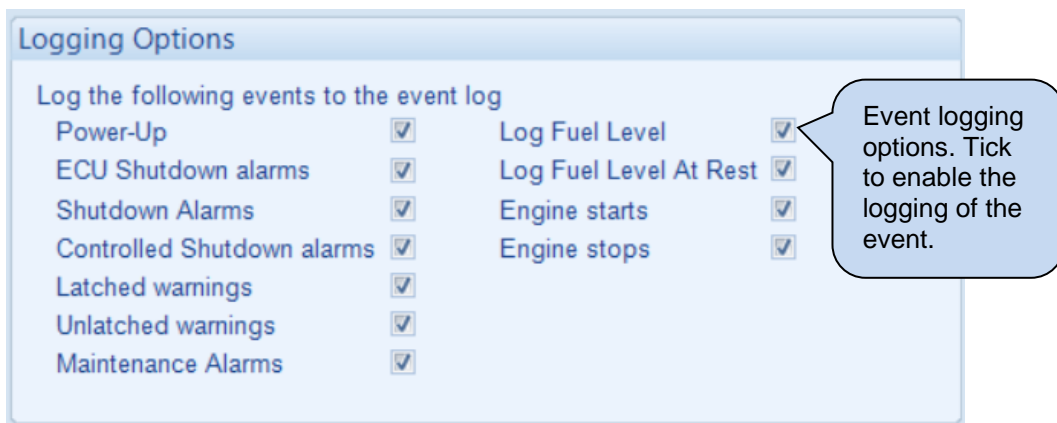 Logging Options
Log the following events to the event log
Power-Up
ECU Shutdown alarms
Shutdown Alarms
Controlled Shutdown alarms
Latched warnings
Unlatched warnings
Maintenance Alarms
Log Fuel Level
Log Fuel Level At Rest
Engine starts
Engine stops
Event logging
options. Tick
to enable the
logging of the
event.